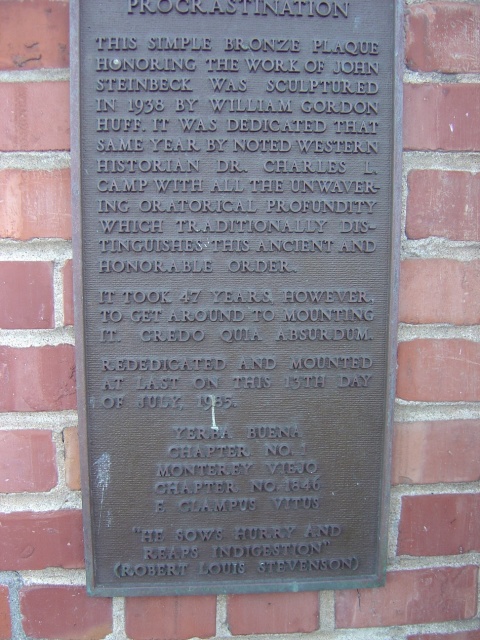 PROCRASTINATION
THIS SIMPLE BRONZE PLAQUE
HONORING THE WORK OF JOHN
STEINBECK WAS SCULPTURED
IN 1938 BY WILLIAM GORDON
HUFF. IT WAS DEDICATED THAT
SAME YEAR BY NOTED WESTERN
HISTORIAN DR. CHARLES L.
CAMP WITH ALL THE UNWAVER-
ING ORATORICAL PROFUNDITY
WHICH TRADITIONALLY DIS-
TINGUISHES THIS ANCIENT AND
HONORABLE ORDER.
IT TOOK 47 YEARS, HOWEVER,
TO GET AROUND TO MOUNTING
IT. CREDO QUIA ABSURDUM.
REDEDICATED AND MOUNTED
AT LAST ON THIS 13TH DAY
OF JULY, 1985.
YERBA BUENA
CHAPTER NO. 1
MONTEREY VIEJO
CHAPTER NO. 1846
E CLAMPUS VITUS
"HE SOWS HURRY AND
REAPS INDIGESTION"
(ROBERT LOUIS STEVENSON)